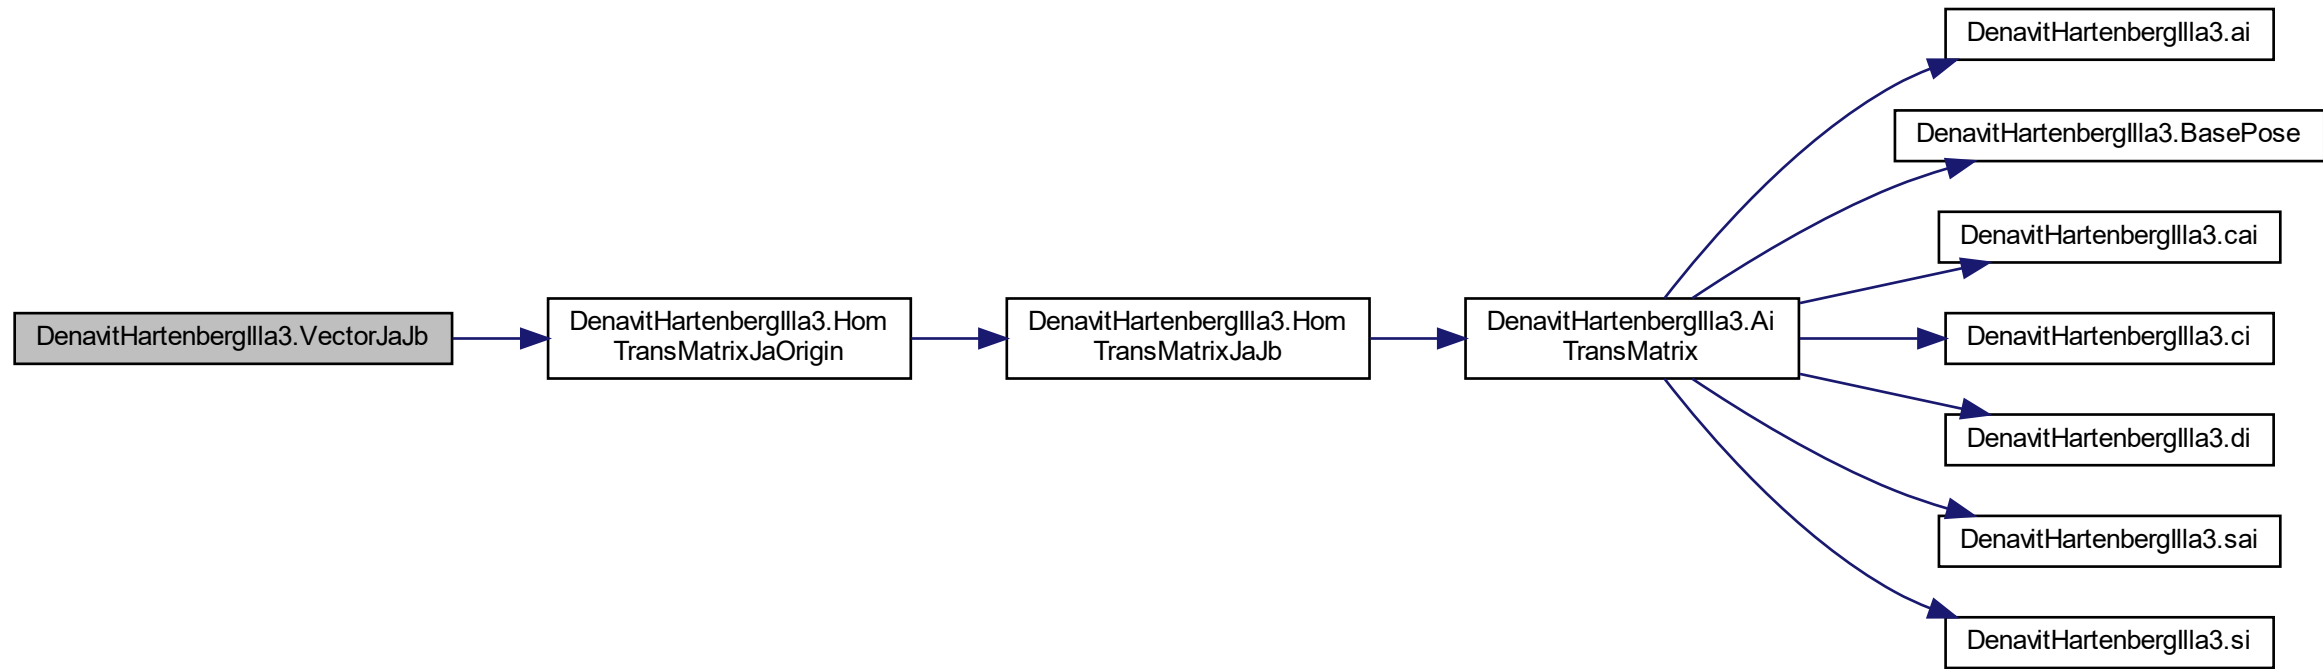 DenavitHartenbergIIIa3.ai
DenavitHartenbergIIIa3.BasePose
DenavitHartenbergIIIa3.cai
DenavitHartenbergIIIa3.VectorJaJb
DenavitHartenbergIIIa3.Hom
TransMatrixJaOrigin
DenavitHartenbergIIIa3.Hom
TransMatrixJaJb
DenavitHartenbergIIIa3.Ai
TransMatrix
DenavitHartenbergIIIa3.ci
DenavitHartenbergIIIa3.di
DenavitHartenbergIIIa3.sai
DenavitHartenbergIIIa3.si